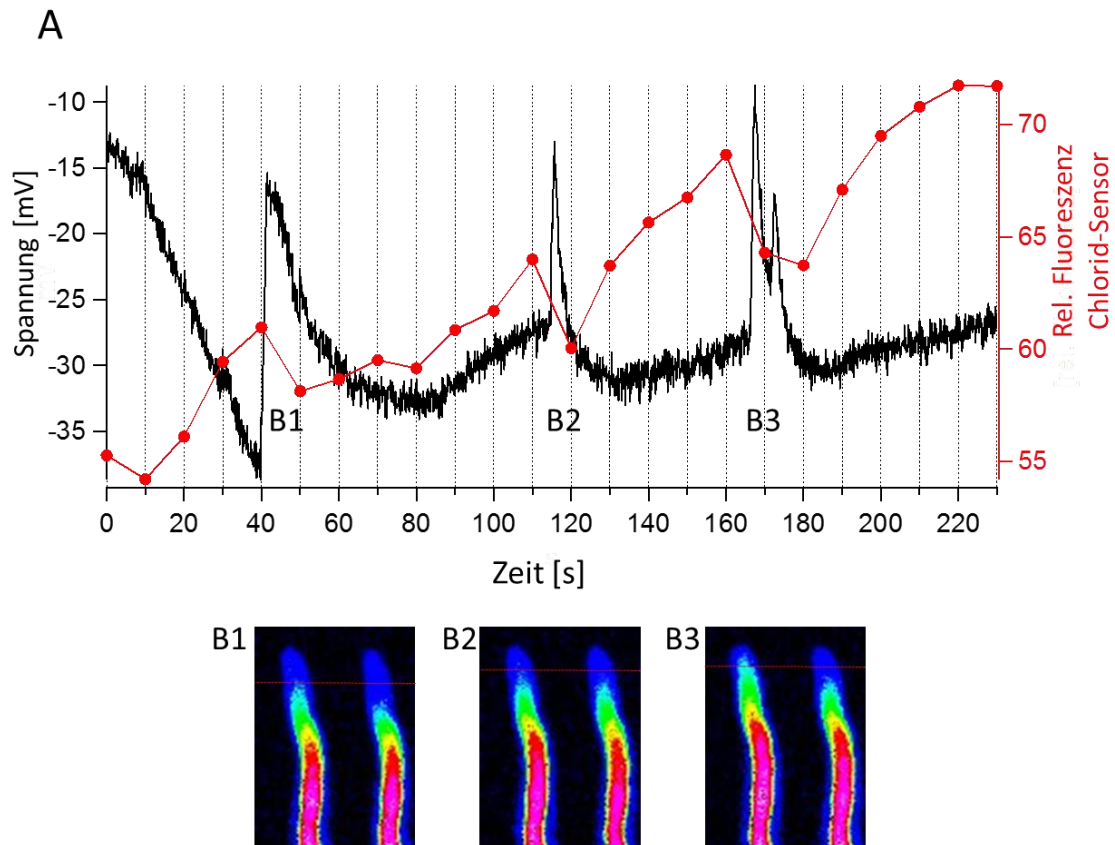 A
-10
-15
-20
-25
-30
-35
Spannung [mV]
B1
B2
B3
70
65
60
55
Rel. Fluoreszenz
Chlorid-Sensor
0 20 40 60 80 100 120 140 160 180 200 220
Zeit [s]
B1
B2
B3